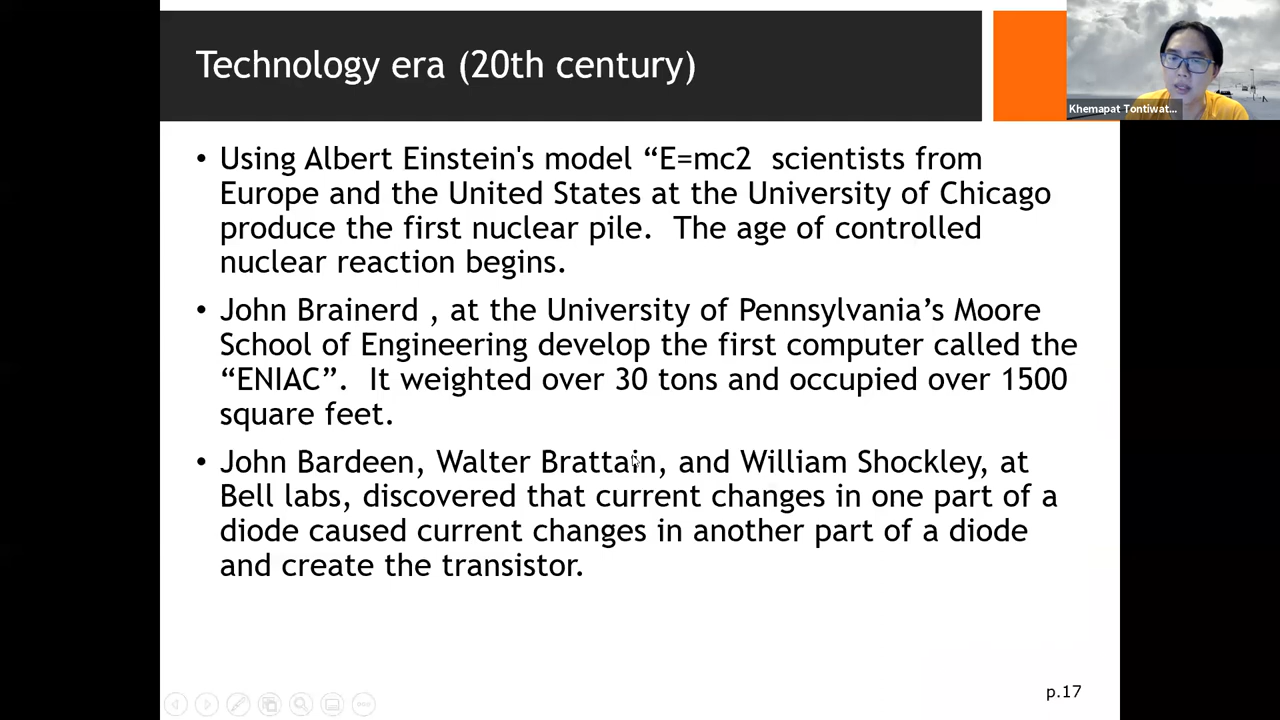 Technology era (20th century)
Khemapat Tontiwat...
• Using Albert Einstein's model “E=mc2  scientists from
Europe and the United States at the University of Chicago
produce the first nuclear pile.  The age of controlled
nuclear reaction begins.
• John Brainerd , at the University of Pennsylvania’s Moore
School of Engineering develop the first computer called the
“ENIAC”.  It weighted over 30 tons and occupied over 1500
square feet.
• John Bardeen, Walter Brattain, and William Shockley, at
Bell labs, discovered that current changes in one part of a
diode caused current changes in another part of a diode
and create the transistor.
p.17